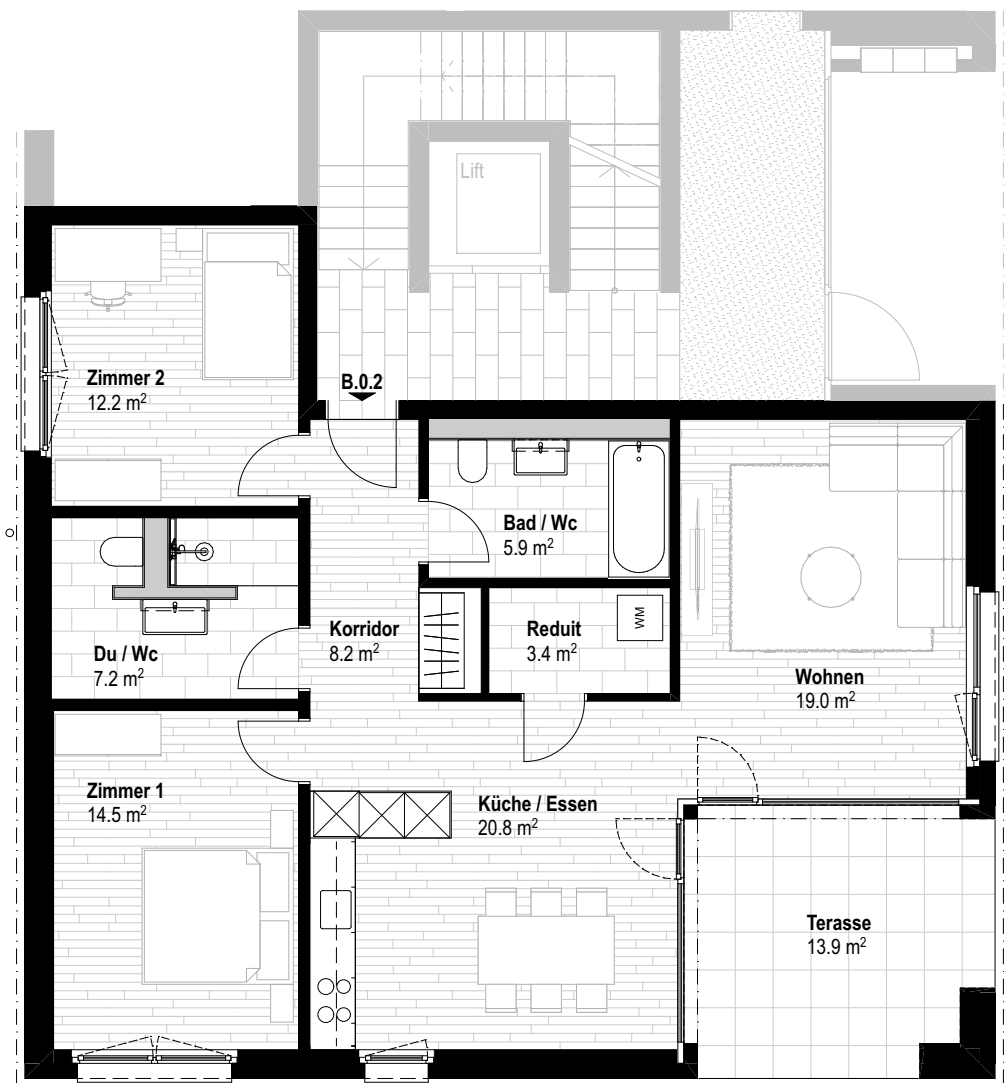 Lift
Zimmer 2
12.2 m²
B.0.2
Bad / Wc
5.9 m²
Du / Wc
7.2 m²
Korridor
8.2 m²
Reduit
3.4 m²
WM
Wohnen
19.0 m²
Zimmer 1
14.5 m²
Küche / Essen
20.8 m²
Terasse
13.9 m²